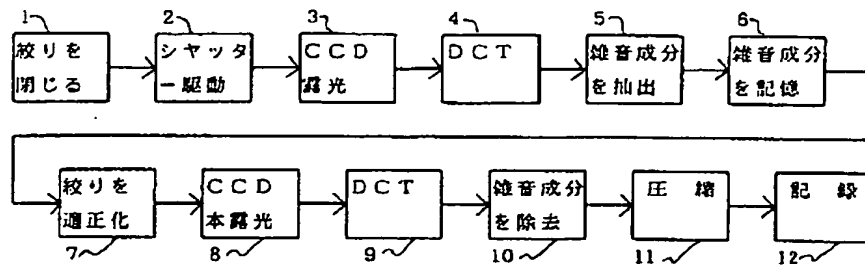 1
2
3
4
5
6
絞りを
閉じる
シヤッタ
ー駆動
CCD
露光
DCT
雑音成分
を抽出
雑音成分
を記憶
絞りを
適正化
CCD
本露光
DCT
雑音成分
を除去
圧縮
記録
7
8
9
10
11
12